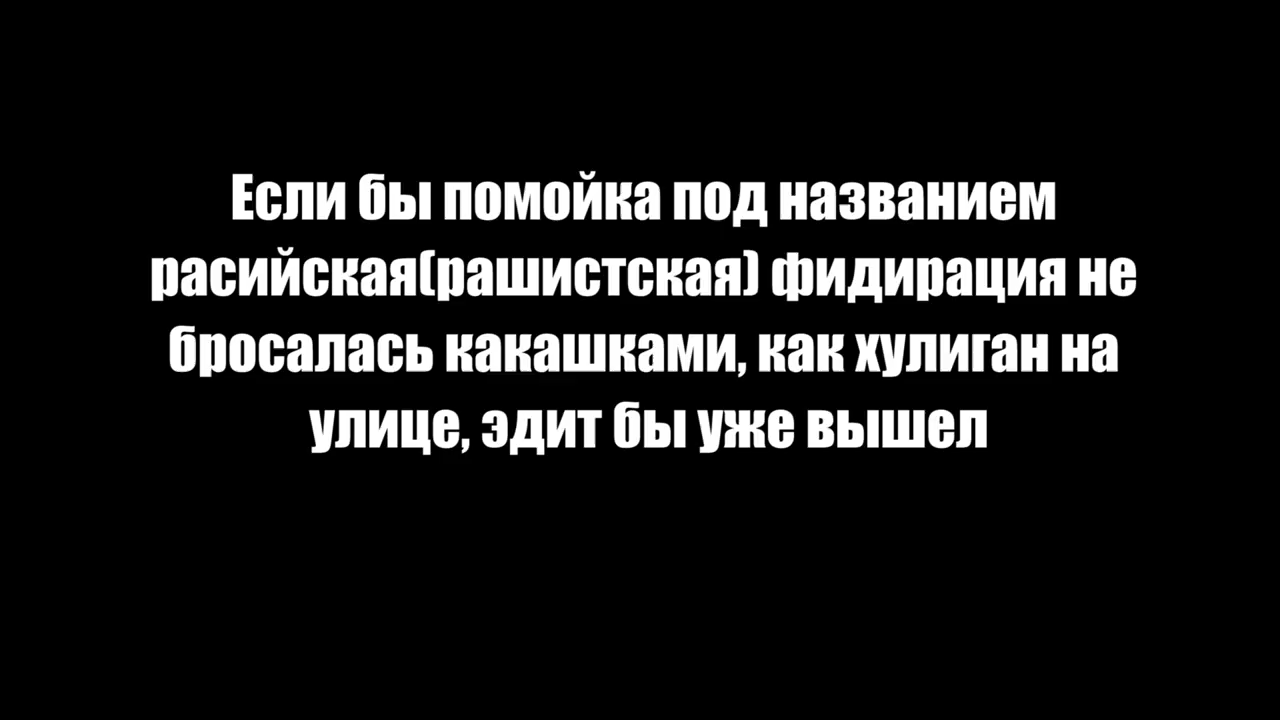 Если бы помойка под названием
расийская(рашистская) фидирация не
бросалась какашками, как хулиган на
улице, эдит бы уже вышел